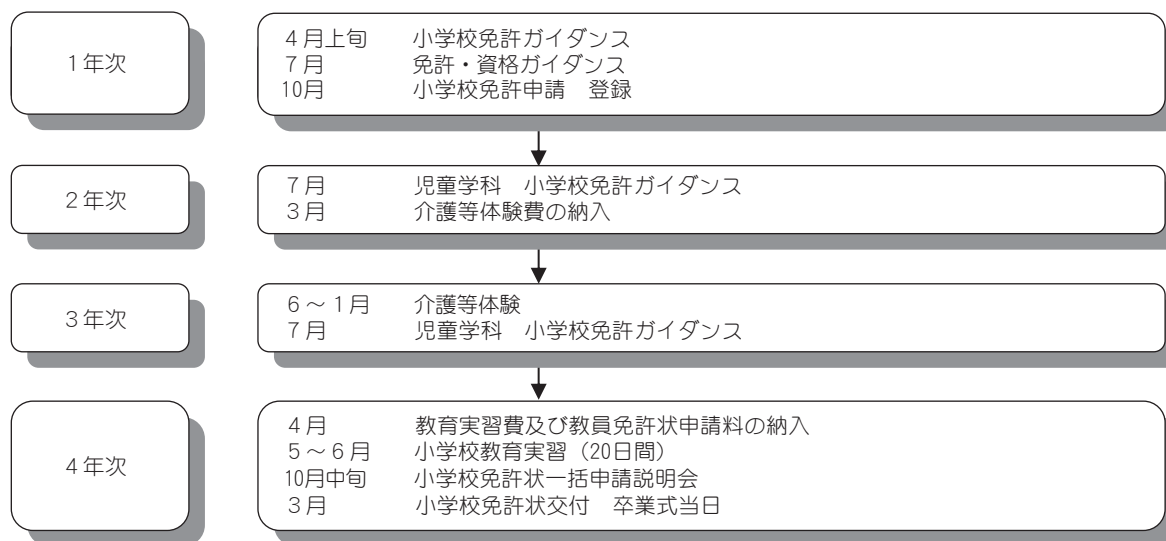 1年次
4月上旬 小学校免許ガイダンス
7月 免許・資格ガイダンス
10月 小学校免許申請 登録
2年次
7月 児童学科 小学校免許ガイダンス
3月 介護等体験費の納入
3年次
6~1月 介護等体験
7月 児童学科 小学校免許ガイダンス
4年次
4月 教育実習費及び教員免許状申請料の納入
5~6月 小学校教育実習(20日間)
10月中旬 小学校免許状一括申請説明会
3月 小学校免許状交付 卒業式当日